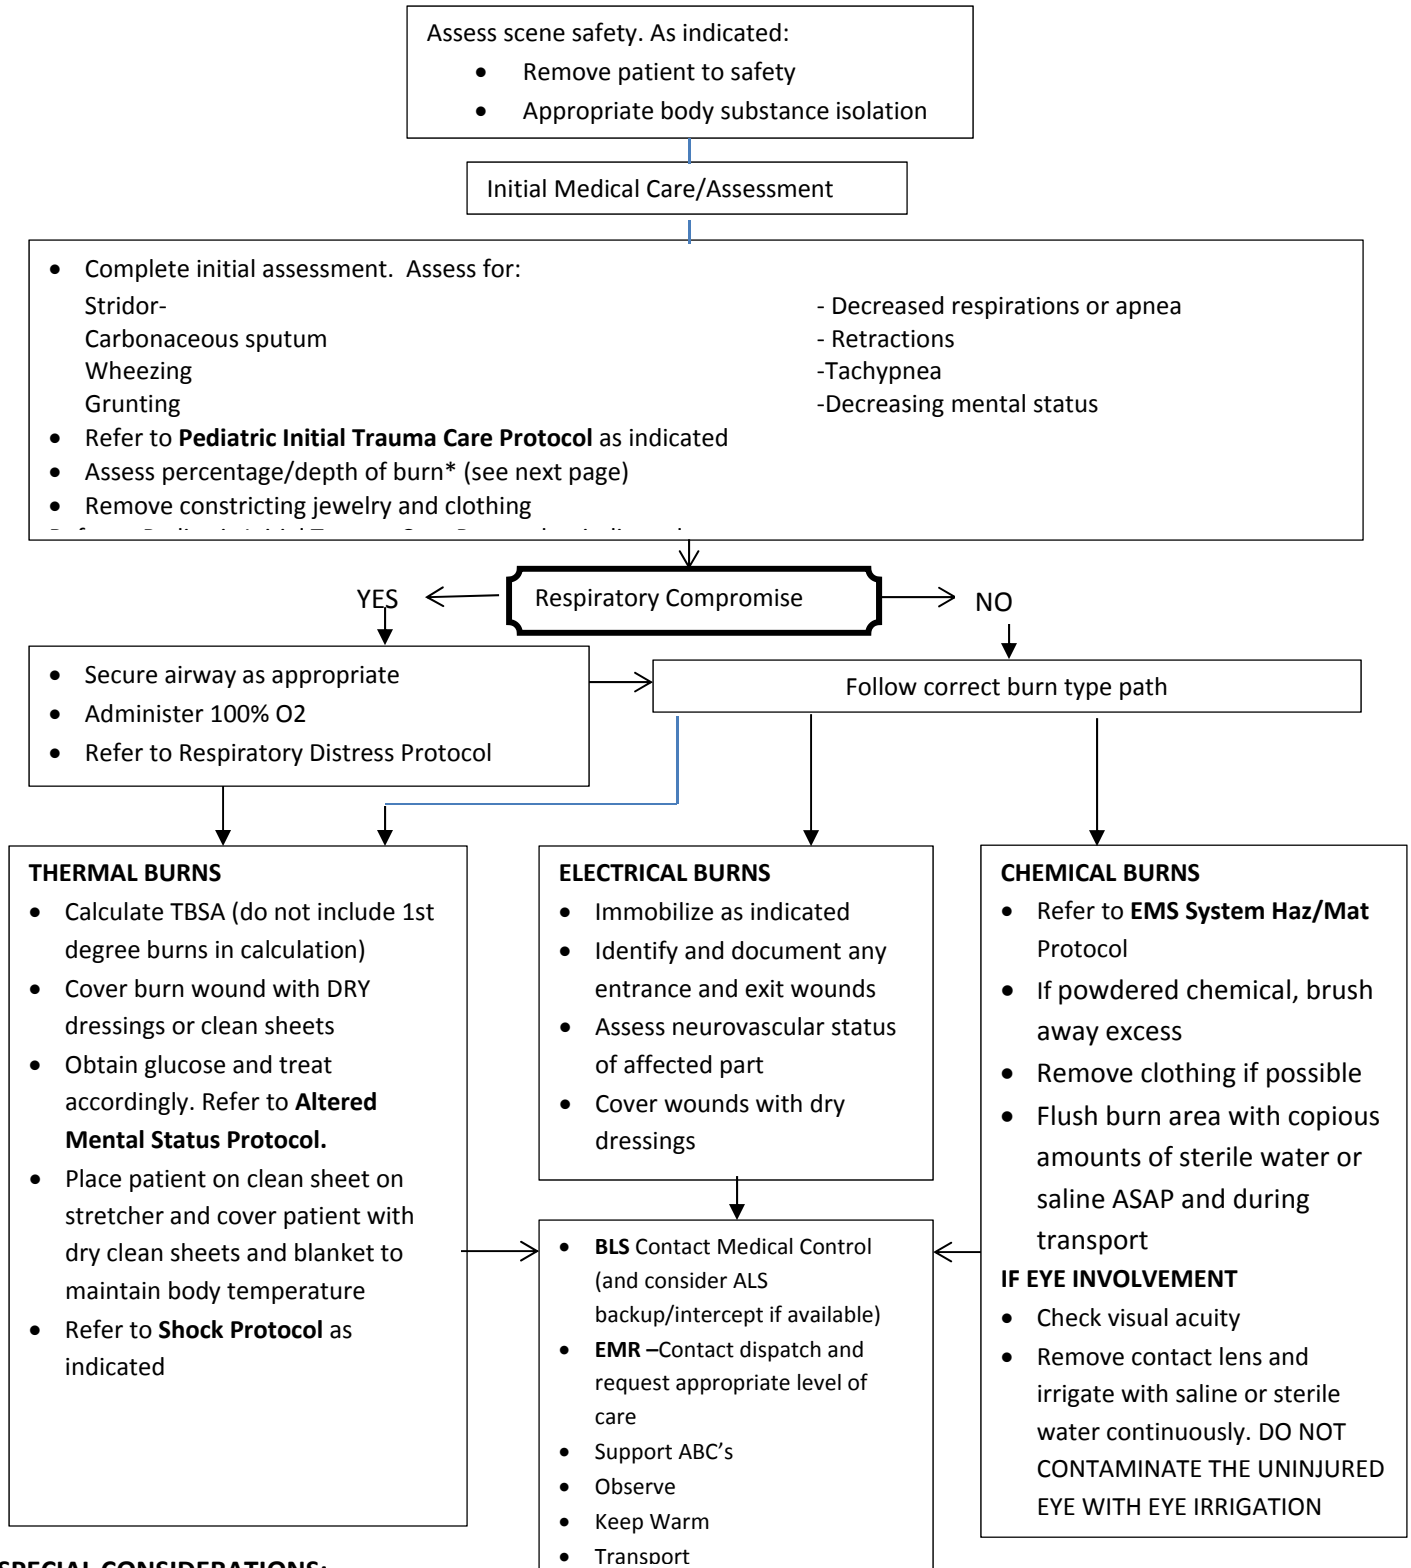 Assess scene safety. As indicated:
• Remove patient to safety
• Appropriate body substance isolation
Initial Medical Care/Assessment
• Complete initial assessment.  Assess for:
Stridor-
Carbonaceous sputum
Wheezing
Grunting
- Decreased respirations or apnea
- Retractions
-Tachypnea
-Decreasing mental status
• Refer to Pediatric Initial Trauma Care Protocol as indicated
• Assess percentage/depth of burn* (see next page)
• Remove constricting jewelry and clothing
YES
Respiratory Compromise
NO
• Secure airway as appropriate
• Administer 100% O2
• Refer to Respiratory Distress Protocol
Follow correct burn type path
THERMAL BURNS
• Calculate TBSA (do not include 1st
degree burns in calculation)
• Cover burn wound with DRY
dressings or clean sheets
• Obtain glucose and treat
accordingly. Refer to Altered
Mental Status Protocol.
• Place patient on clean sheet on
stretcher and cover patient with
dry clean sheets and blanket to
maintain body temperature
• Refer to Shock Protocol as
indicated
ELECTRICAL BURNS
• Immobilize as indicated
• Identify and document any
entrance and exit wounds
• Assess neurovascular status
of affected part
• Cover wounds with dry
dressings
• BLS Contact Medical Control
(and consider ALS
backup/intercept if available)
• EMR –Contact dispatch and
request appropriate level of
care
• Support ABC’s
• Observe
• Keep Warm
• Transport
CHEMICAL BURNS
• Refer to EMS System Haz/Mat
Protocol
• If powdered chemical, brush
away excess
• Remove clothing if possible
• Flush burn area with copious
amounts of sterile water or
saline ASAP and during
transport
IF EYE INVOLVEMENT
• Check visual acuity
• Remove contact lens and
irrigate with saline or sterile
water continuously. DO NOT
CONTAMINATE THE UNINJURED
EYE WITH EYE IRRIGATION
SPECIAL CONSIDERATIONS: